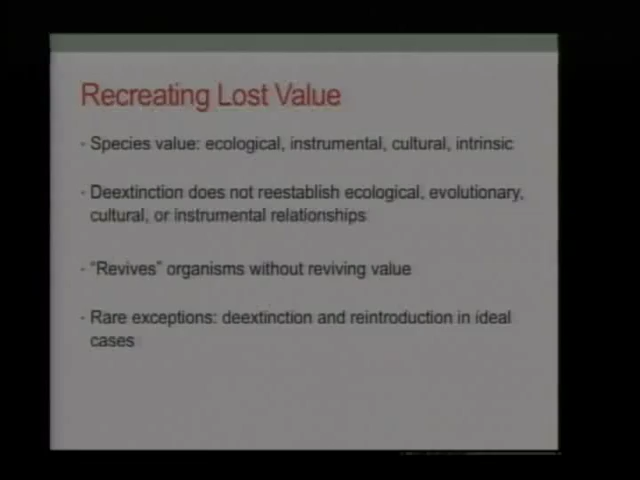 Recreating Lost Value
· Species value: ecological, instrumental, cultural, intrinsic
· Deextinction does not reestablish ecological, evolutionary,
cultural, or instrumental relationships
· “Revives” organisms without reviving value
· Rare exceptions: deextinction and reintroduction in ideal
cases